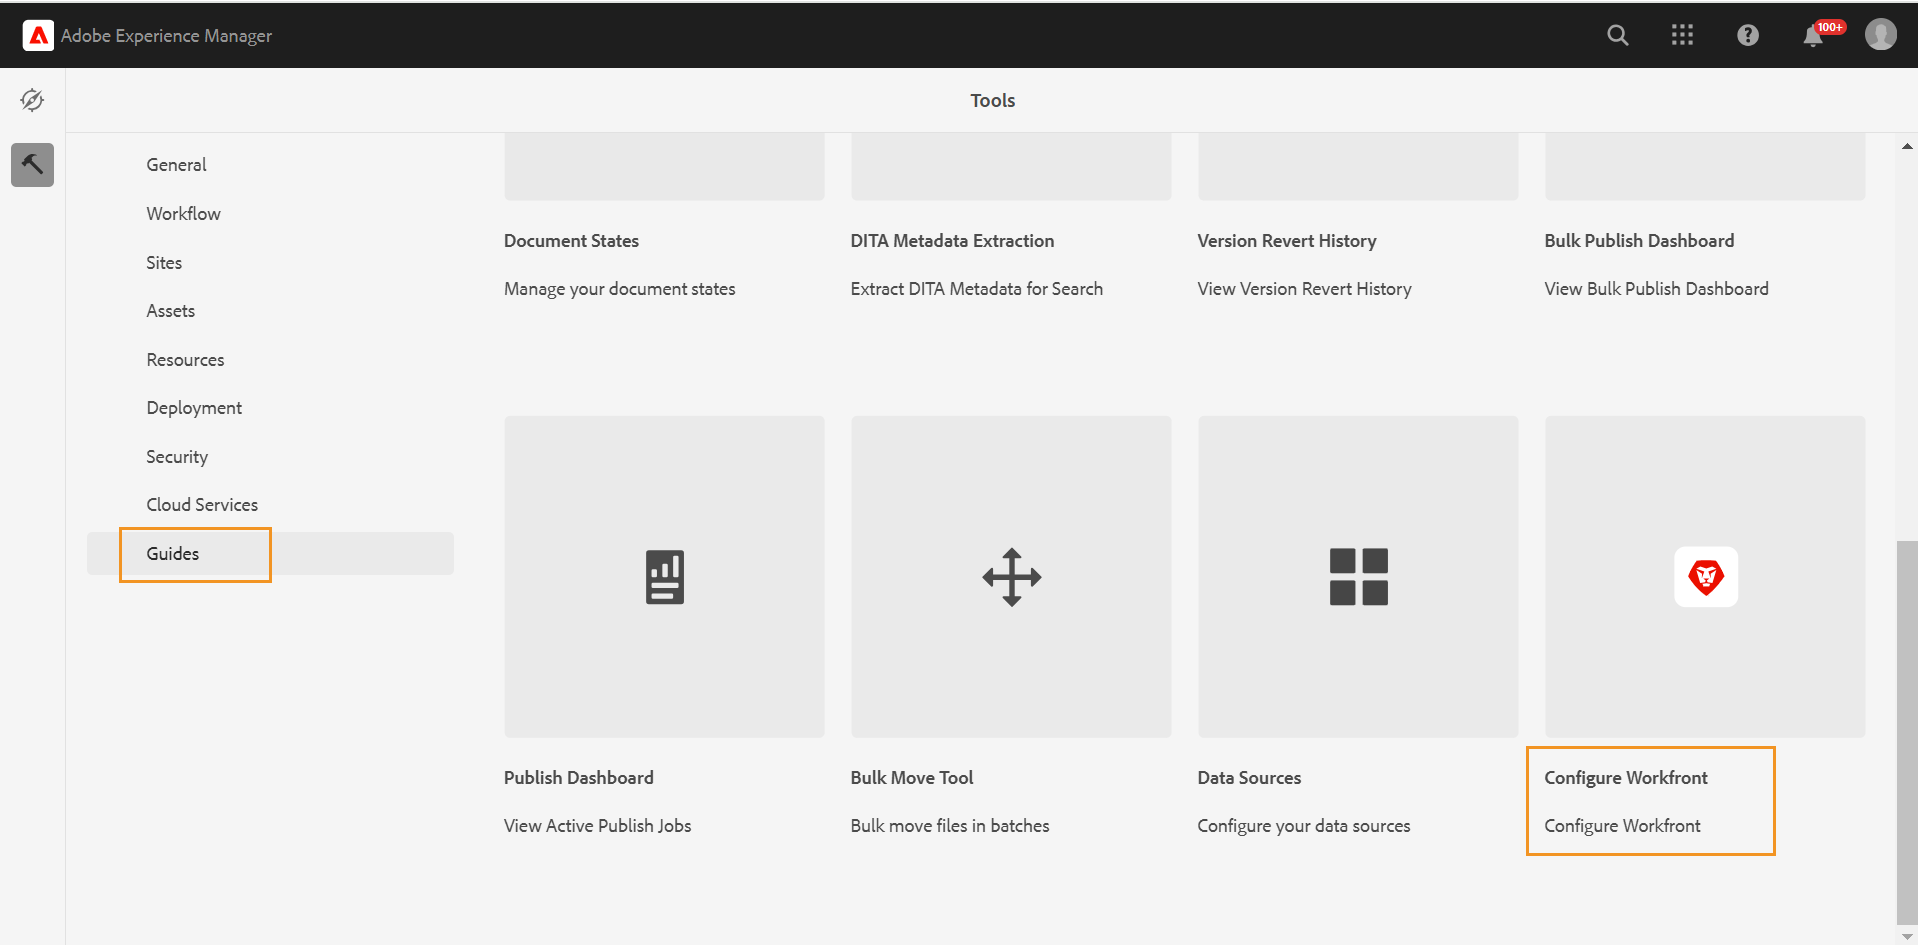 Adobe Experience Manager
100+
Tools
General
Workflow
Sites
Assets
Resources
Deployment
Security
Cloud Services
Guides
Document States
Manage your document states
DITA Metadata Extraction
Extract DITA Metadata for Search
Version Revert History
View Version Revert History
Bulk Publish Dashboard
View Bulk Publish Dashboard
Publish Dashboard
View Active Publish Jobs
Bulk Move Tool
Bulk move files in batches
Data Sources
Configure your data sources
Configure Workfront
Configure Workfront